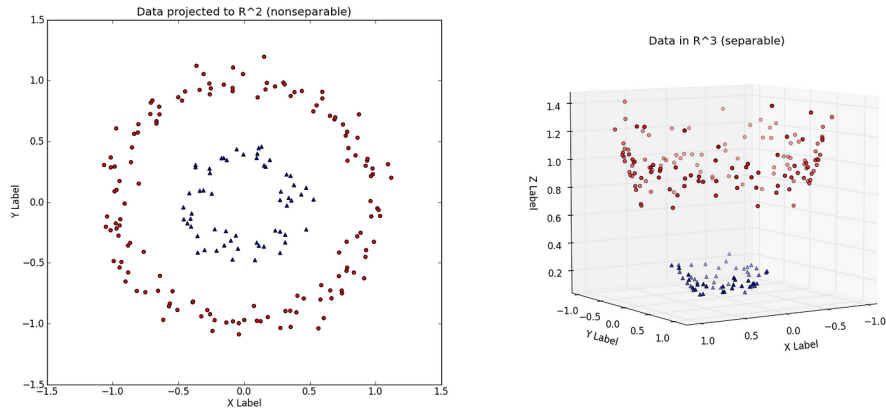 Data projected to R^2 (nonseparable)
1.5
1.0
0.5
0.0
−0.5
−1.0
−1.5
Y Label
−1.5 −1.0 −0.5 0.0 0.5 1.0 1.5
X Label
Data in R^3 (separable)
1.4
1.2
1.0
0.8
0.6
0.4
0.2
Z Label
−1.0 −0.5 0.0 0.5 1.0
Y Label
1.0 0.5 0.0 −0.5 −1.0
X Label